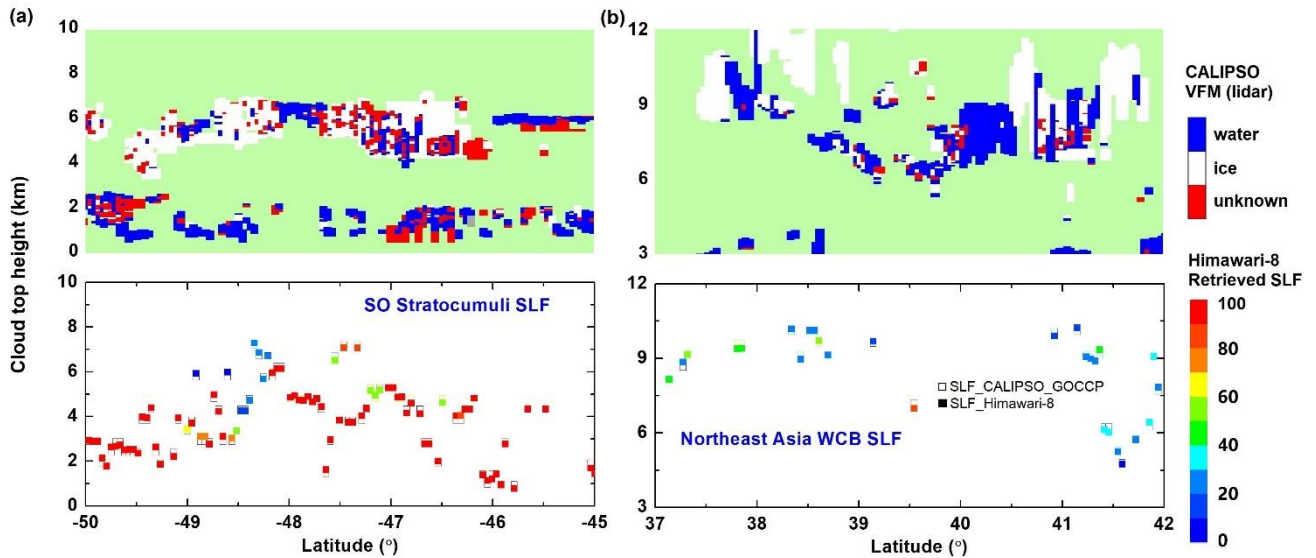 (a)
(b)
10
8
6
4
2
0
12
9
6
3
CALIPSO
VFM (lidar)
water
ice
unknown
Cloud top height (km)
10
8
6
4
2
0
SO Stratocumuli SLF
-50
-49
-48
-47
-46
-45
Latitude (°)
12
9
6
3
SLF_CALIPSO_GOCCP
SLF_Himawari-8
Northeast Asia WCB SLF
37
38
39
40
41
42
Latitude (°)
Himawari-8
Retrieved SLF
100
80
60
40
20
0